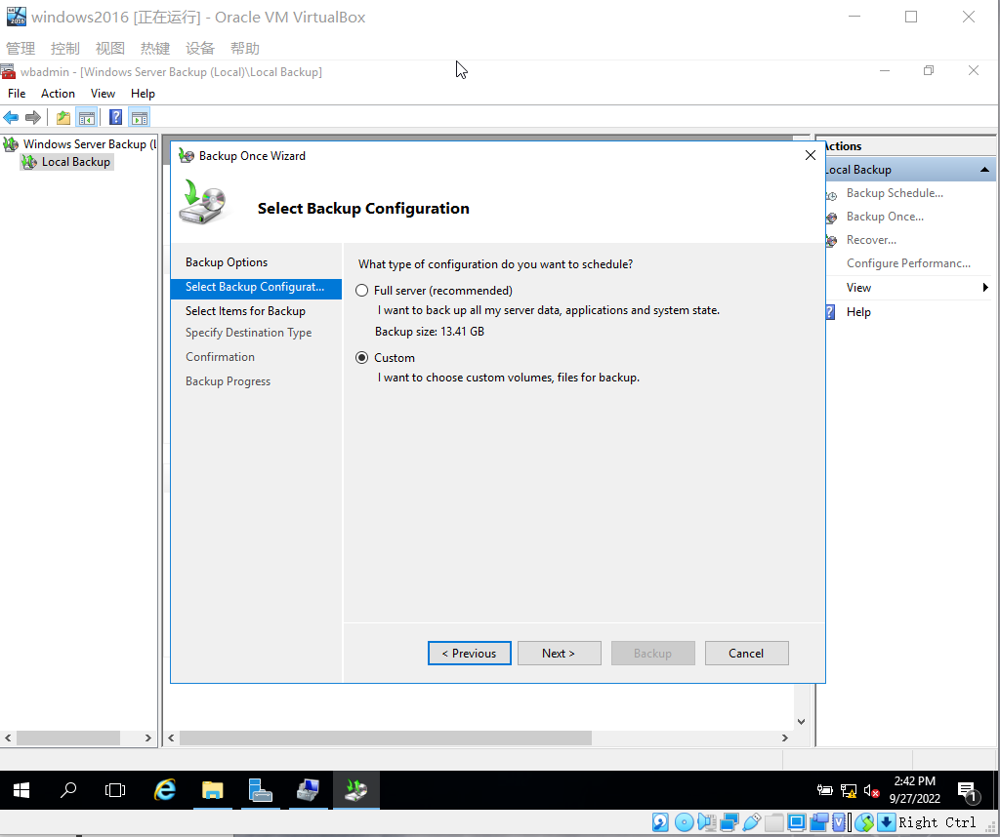 windows2016 [正在运行] - Oracle VM VirtualBox
管理 控制 视图 热键 设备 帮助
wbadmin - [Windows Server Backup (Local)\Local Backup]
File Action View Help
Windows Server Backup (L
Local Backup
Backup Once Wizard
Select Backup Configuration
Backup Options
Select Backup Configurat...
Select Items for Backup
Specify Destination Type
Confirmation
Backup Progress
What type of configuration do you want to schedule?
Full server (recommended)
I want to back up all my server data, applications and system state.
Backup size: 13.41 GB
Custom
I want to choose custom volumes, files for backup.
< Previous
Next >
Backup
Cancel
Actions
Local Backup
Backup Schedule...
Backup Once...
Recover...
Configure Performanc...
View
Help
2:42 PM
9/27/2022
1
Right Ctrl